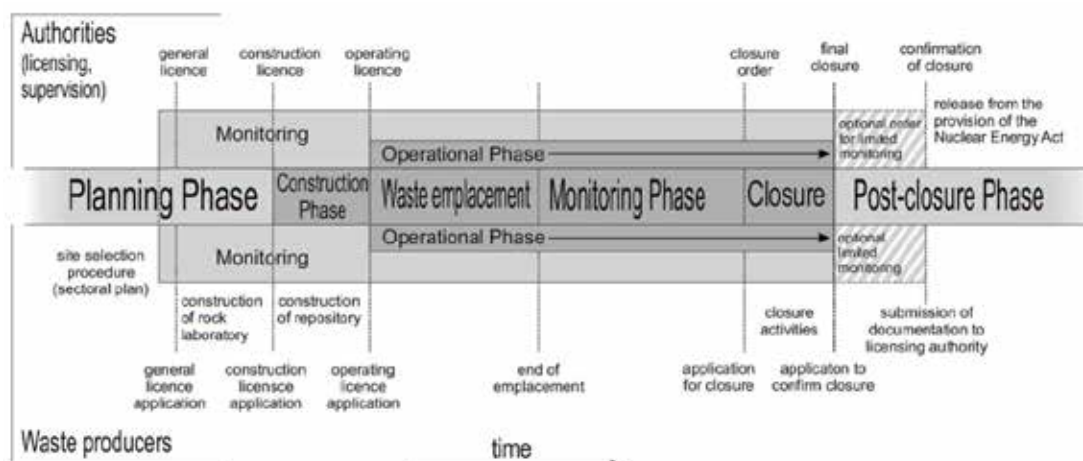 Authorities
(licensing,
supervision)
general
licence
construction
licence
operating
licence
closure
order
final
closure
confirmation
of closure
release from the
provision of the
Nuclear Energy Act
Monitoring
optional order
for limited
monitoring
Operational Phase
Planning Phase
Construction
Phase
Waste emplacement
Monitoring Phase
Closure
Post-closure Phase
Operational Phase
Monitoring
optional
limited
monitoring
site selection
procedure
(sectoral plan)
construction
of rock
laboratory
construction
of repository
closure
activities
submission of
documentation to
licensing authority
general
licence
application
construction
licensce
application
operating
licence
application
end of
emplacement
application
for closure
applicaton to
confirm closure
Waste producers
time